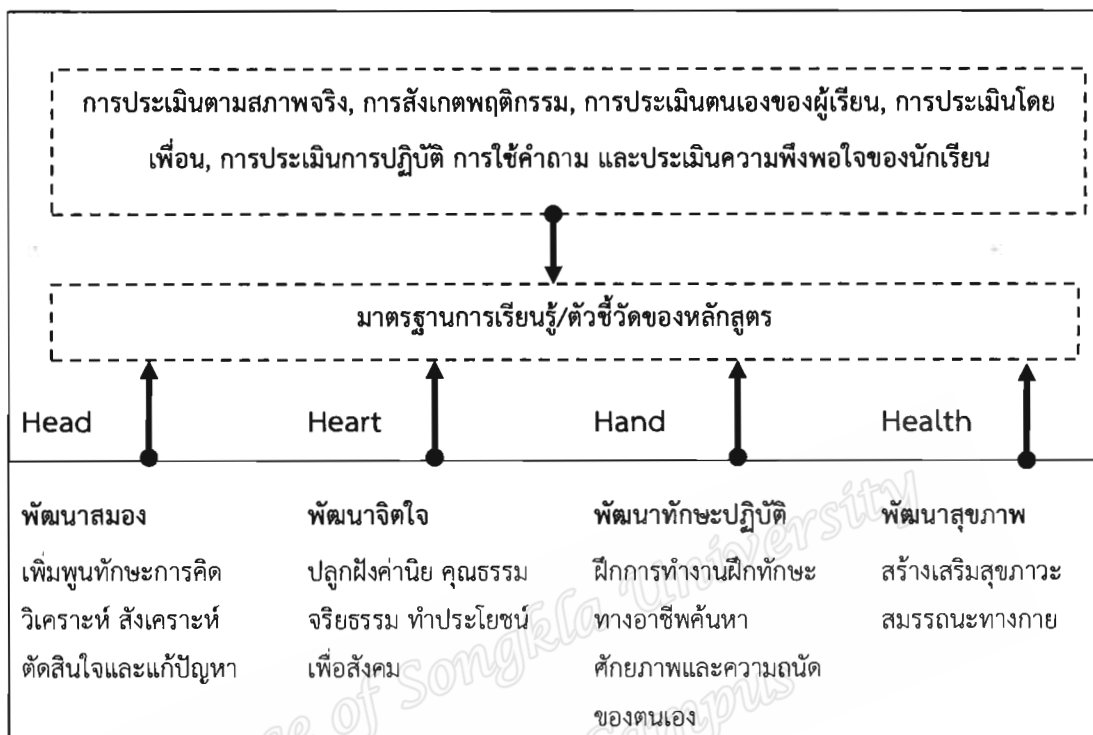 การประเมินตามสภาพจริง, การสังเกตพฤติกรรม, การประเมินตนเองของผู้เรียน, การประเมินโดย
เพื่อน, การประเมินการปฏิบัติ การใช้คำถาม และประเมินความพึงพอใจของนักเรียน
มาตรฐานการเรียนรู้/ตัวชี้วัดของหลักสูตร
Head
Heart
Hand
Health
พัฒนาสมอง
เพิ่มพูนทักษะการคิด
วิเคราะห์ สังเคราะห์
ตัดสินใจและแก้ปัญหา
พัฒนาจิตใจ
ปลูกฝังค่านิย คุณธรรม
จริยธรรม ทำประโยชน์
เพื่อสังคม
พัฒนาทักษะปฏิบัติ
ฝึกการทำงานฝึกทักษะ
ทางอาชีพค้นหา
ศักยภาพและความถนัด
ของตนเอง
พัฒนาสุขภาพ
สร้างเสริมสุขภาวะ
สมรรถนะทางกาย
of Songkla University